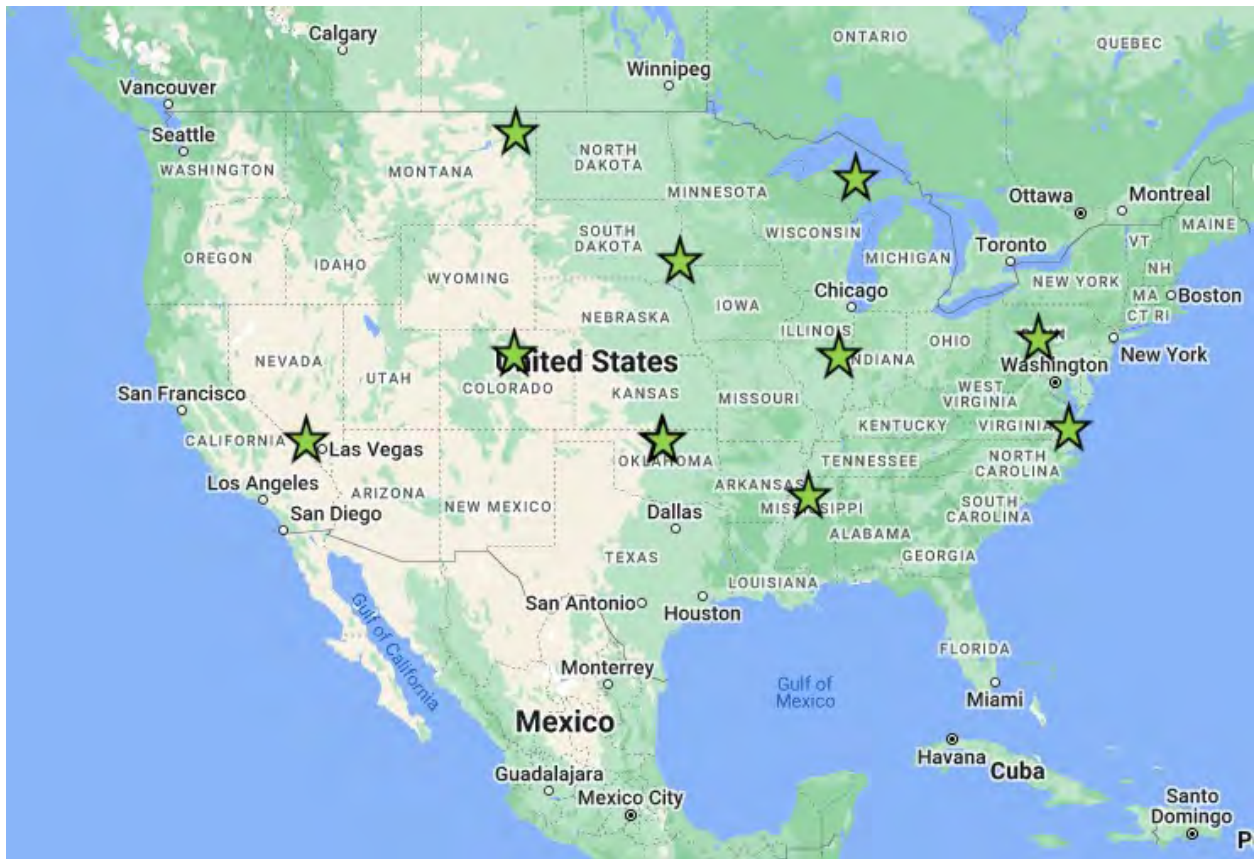 Calgary
ONTARIO
QUEBEC
Winnipeg
Vancouver
Seattle
WASHINGTON
MONTANA
NORTH
DAKOTA
MINNESOTA
Ottawa
Montreal
MAINE
OREGON
IDAHO
SOUTH
DAKOTA
WISCONSIN
Toronto
VT
WYOMING
MICHIGAN
NEW YORK
NH
MA
Boston
CT RI
Chicago
IOWA
NEBRASKA
ILLINOIS
OHIO
New York
NEVADA
United States
NDIANA
Washington
UTAH
COLORADO
KANSAS
MISSOURI
WEST
VIRGINIA
San Francisco
CALIFORNIA
Las Vegas
KENTUCKY
VIRGINIA
OKLAHOMA
TENNESSEE
NORTH
CAROLINA
Los Angeles
ARIZONA
NEW MEXICO
ARKANSAS
MISSISSIPPI
SOUTH
CAROLINA
San Diego
Dallas
ALABAMA
TEXAS
GEORGIA
LOUISIANA
San Antonio
Houston
Gulf of California
FLORIDA
Monterrey
Gulf of
Mexico
Miami
Mexico
Havana
Cuba
Guadalajara
Mexico City
Santo
Domingo
P